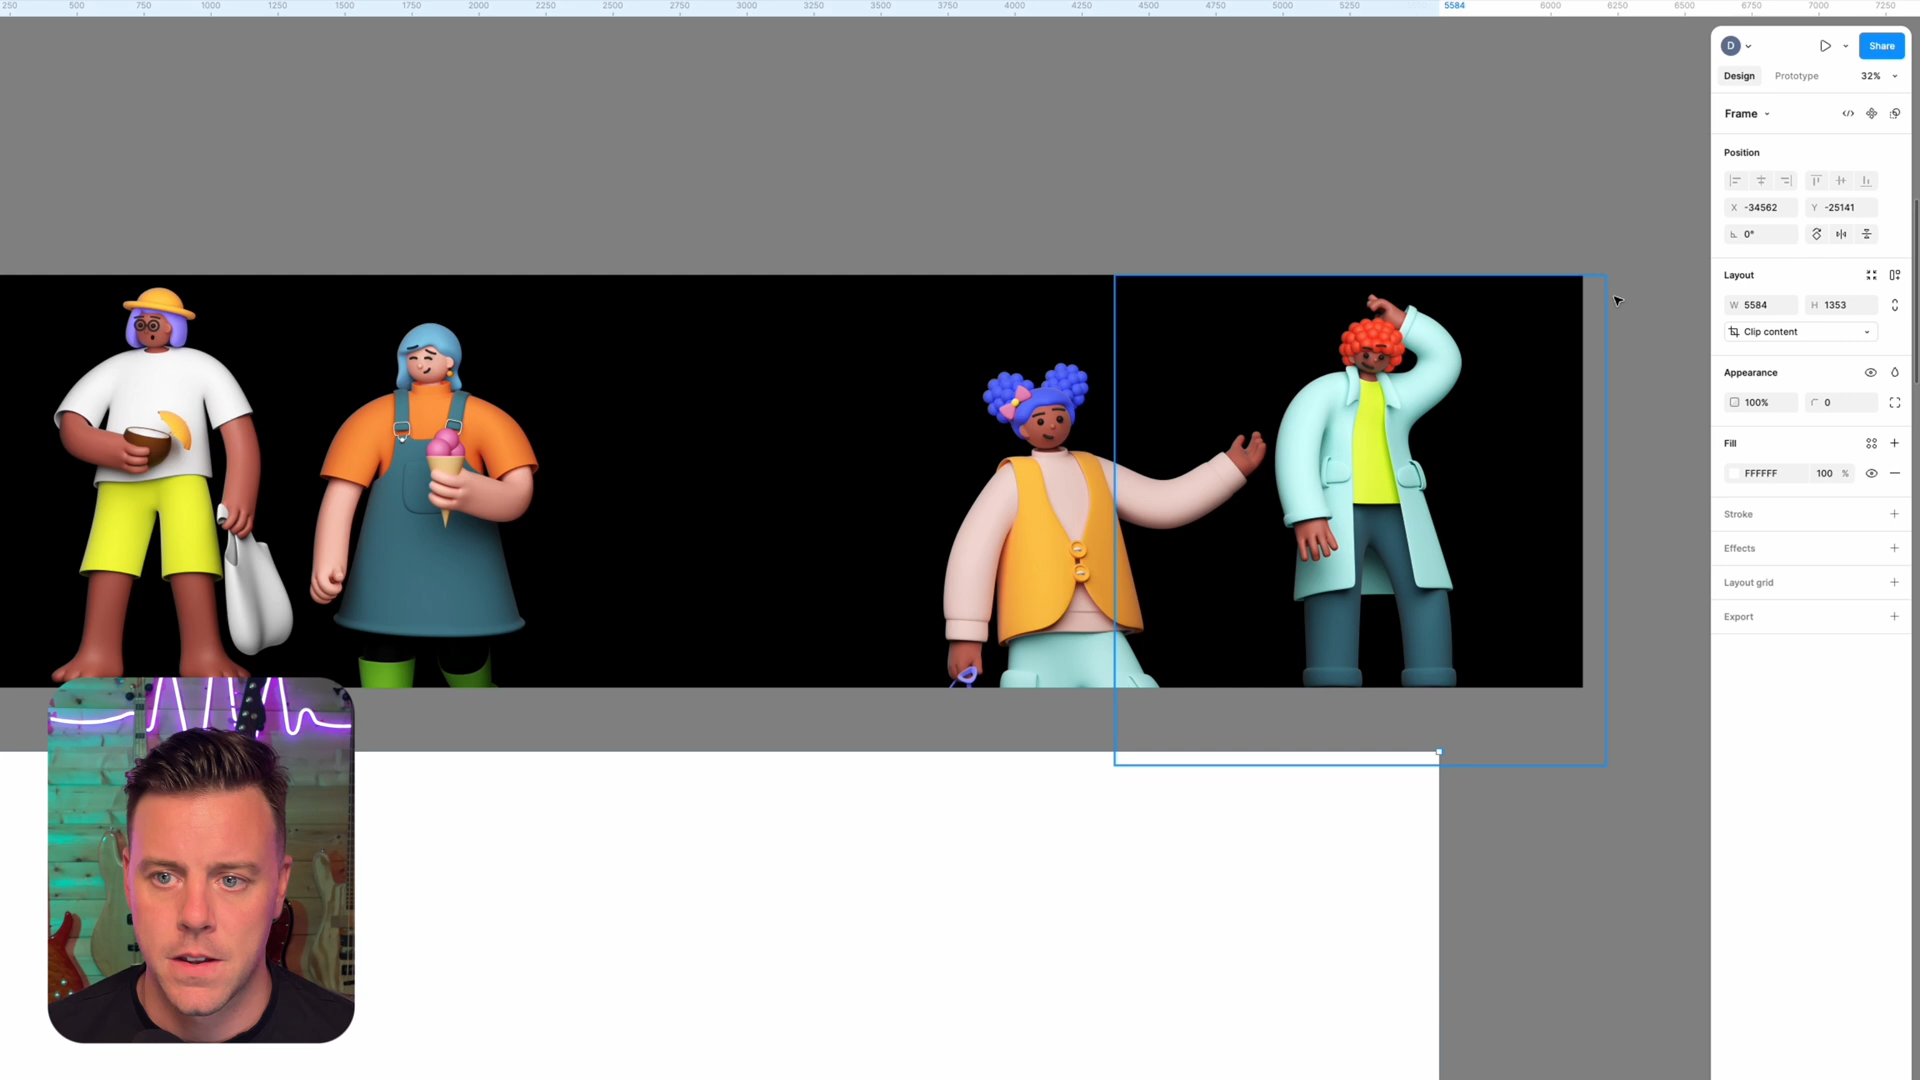 250 500 750 1000 1250 1500 1750 2000 2250 2500 2750 3000 3250 3500 3750 4000 4250 4500 4750 5000 5250 5584 6000 6250 6500 6750 7000 7250
D Share
Design Prototype 32%
Frame
Position
X -34562 Y -25141
0°
Layout
W 5584 H 1353
Clip content
Appearance
100% 0
Fill
FFFFFF 100 %
Stroke
Effects
Layout grid
Export